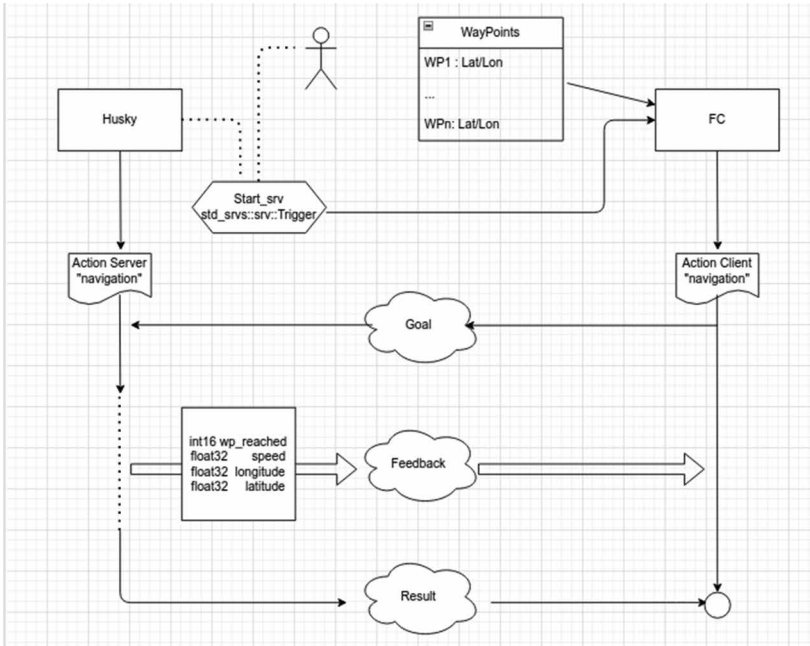 WayPoints
WP1 : Lat/Lon
...
WPn: Lat/Lon
Husky
FC
Start_srv
std_srvs::srv::Trigger
Action Server
"navigation"
Action Client
"navigation"
Goal
int16 wp_reached
float32 speed
float32 longitude
float32 latitude
Feedback
Result